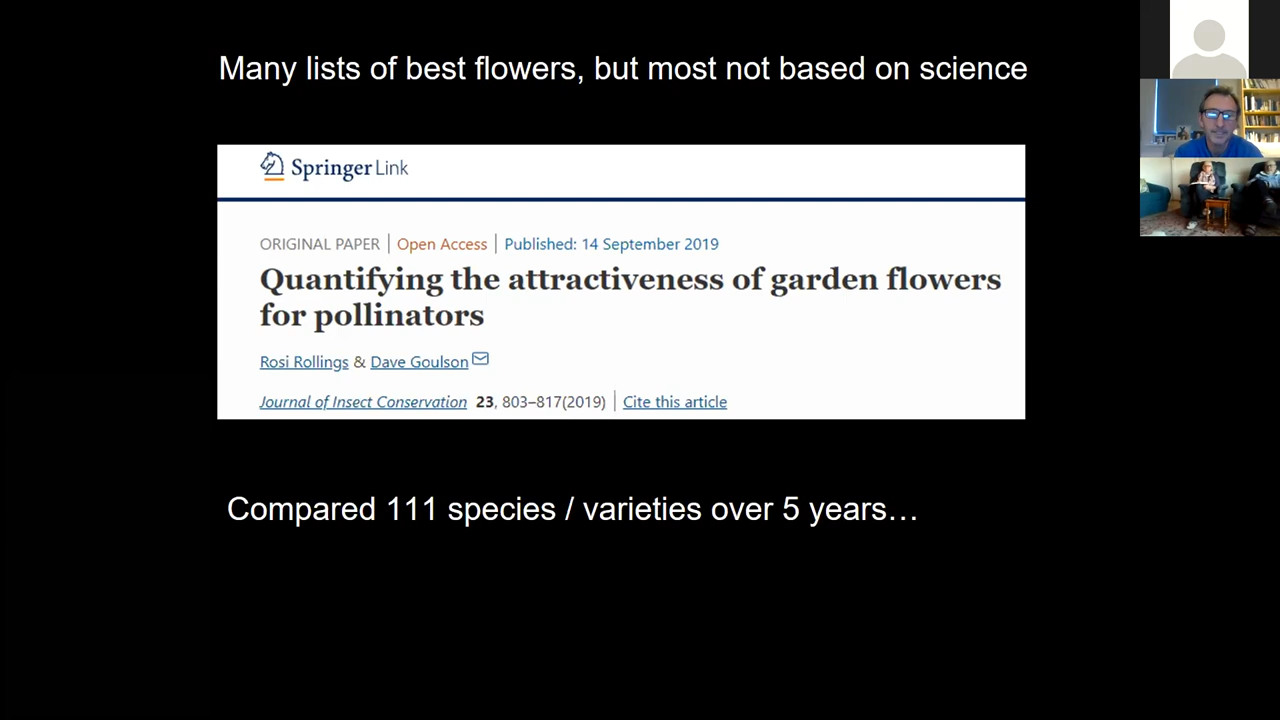 Many lists of best flowers, but most not based on science
Springer Link
ORIGINAL PAPER | Open Access | Published: 14 September 2019
Quantifying the attractiveness of garden flowers
for pollinators
Rosi Rollings & Dave Goulson
Journal of Insect Conservation 23, 803–817(2019) | Cite this article
Compared 111 species / varieties over 5 years…